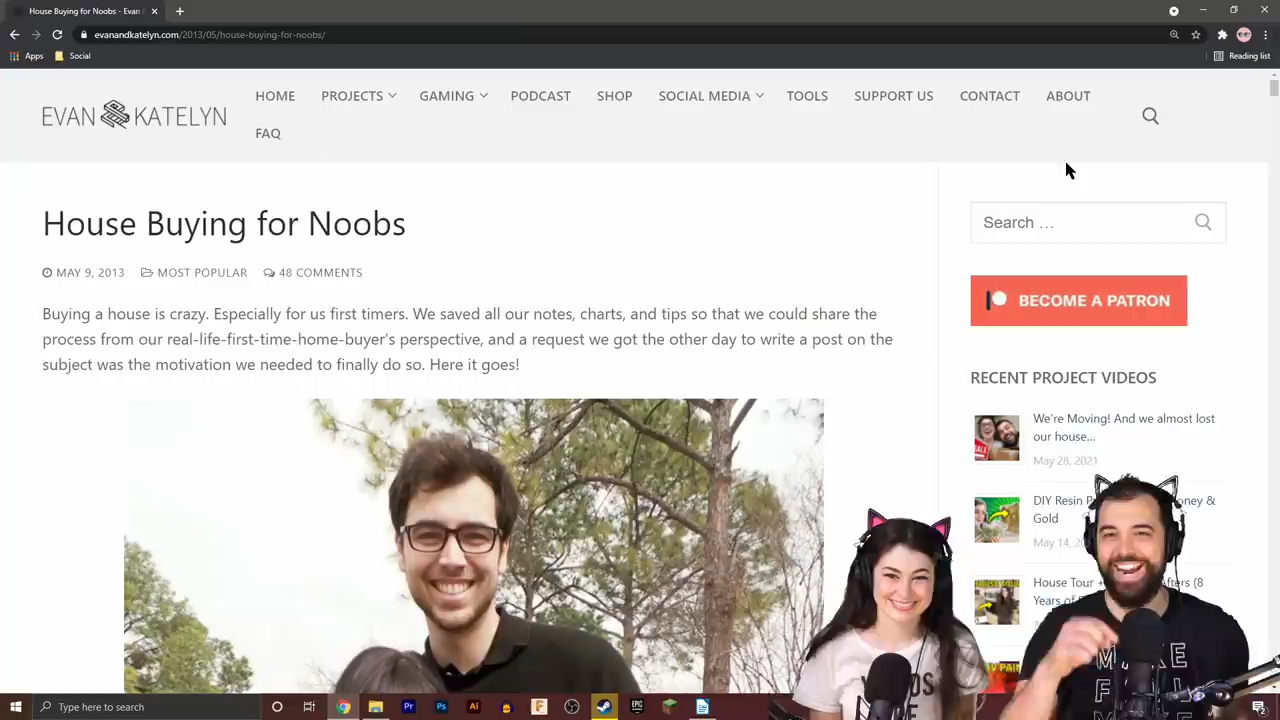 House Buying for Noobs - Evan
evanandkatelyn.com/2013/05/house-buying-for-noobs/
Apps
Social
Reading list
EVAN KATELYN
HOME
PROJECTS
GAMING
PODCAST
SHOP
SOCIAL MEDIA
TOOLS
SUPPORT US
CONTACT
ABOUT
FAQ
House Buying for Noobs
MAY 9, 2013
MOST POPULAR
48 COMMENTS
Buying a house is crazy. Especially for us first timers. We saved all our notes, charts, and tips so that we could share the
process from our real-life-first-time-home-buyer's perspective, and a request we got the other day to write a post on the
subject was the motivation we needed to finally do so. Here it goes!
Search …
BECOME A PATRON
RECENT PROJECT VIDEOS
We're Moving! And we almost lost
our house…
May 28, 2021
DIY Resin oney &
Gold
May 14,
House Tour
(8
Years of
MAKE
Type here to search